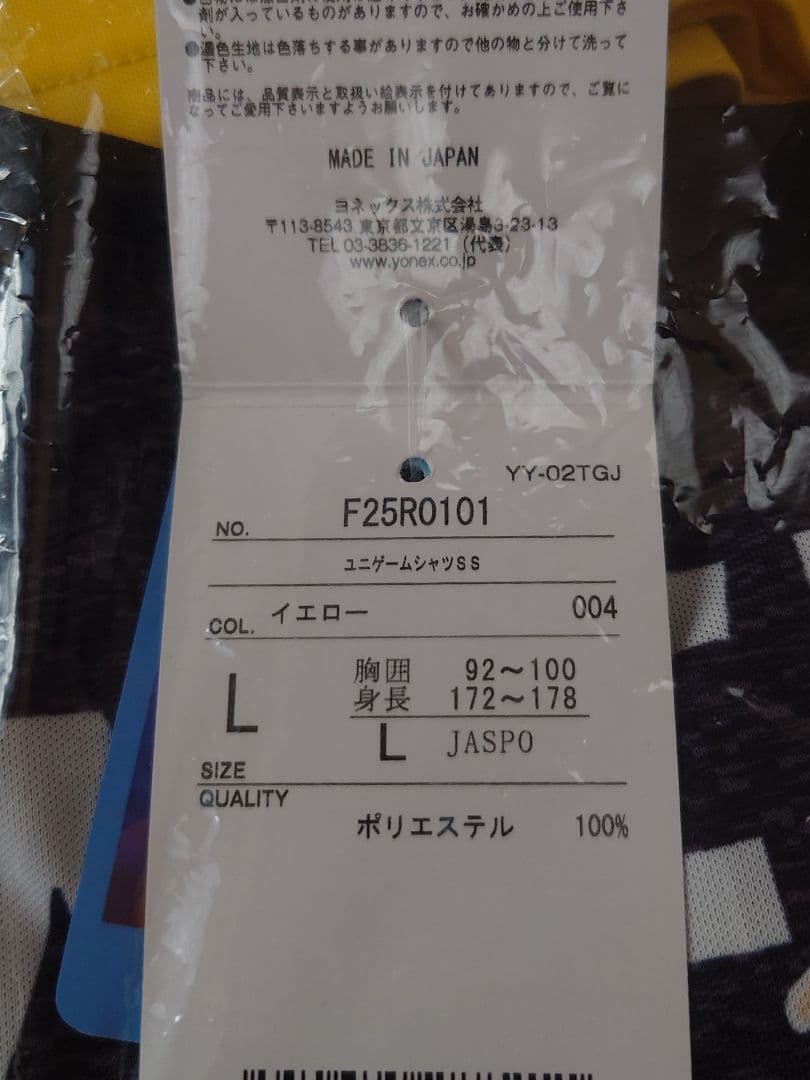 剤が入っているものがありますので、お確かめの上ご使用下さ
い。
●濃色生地は色落ちする事がありますので他の物と分けて洗って
下さい。
商品には、品質表示と取扱い絵表示を付けてありますので、ご覧に
なってご愛用下さいますようお願いします。
MADE IN JAPAN
ヨネックス株式会社
〒113-8543 東京都文京区湯島3-23-13
TEL 03-3836-1221 (代表)
www.yonex.co.jp
YY-02TGJ
NO. F25R0101
ユニゲームシャツSS
COL. イエロー 004
L 胸囲 92～100
身長 172～178
L JASPO
SIZE
QUALITY
ポリエステル 100%